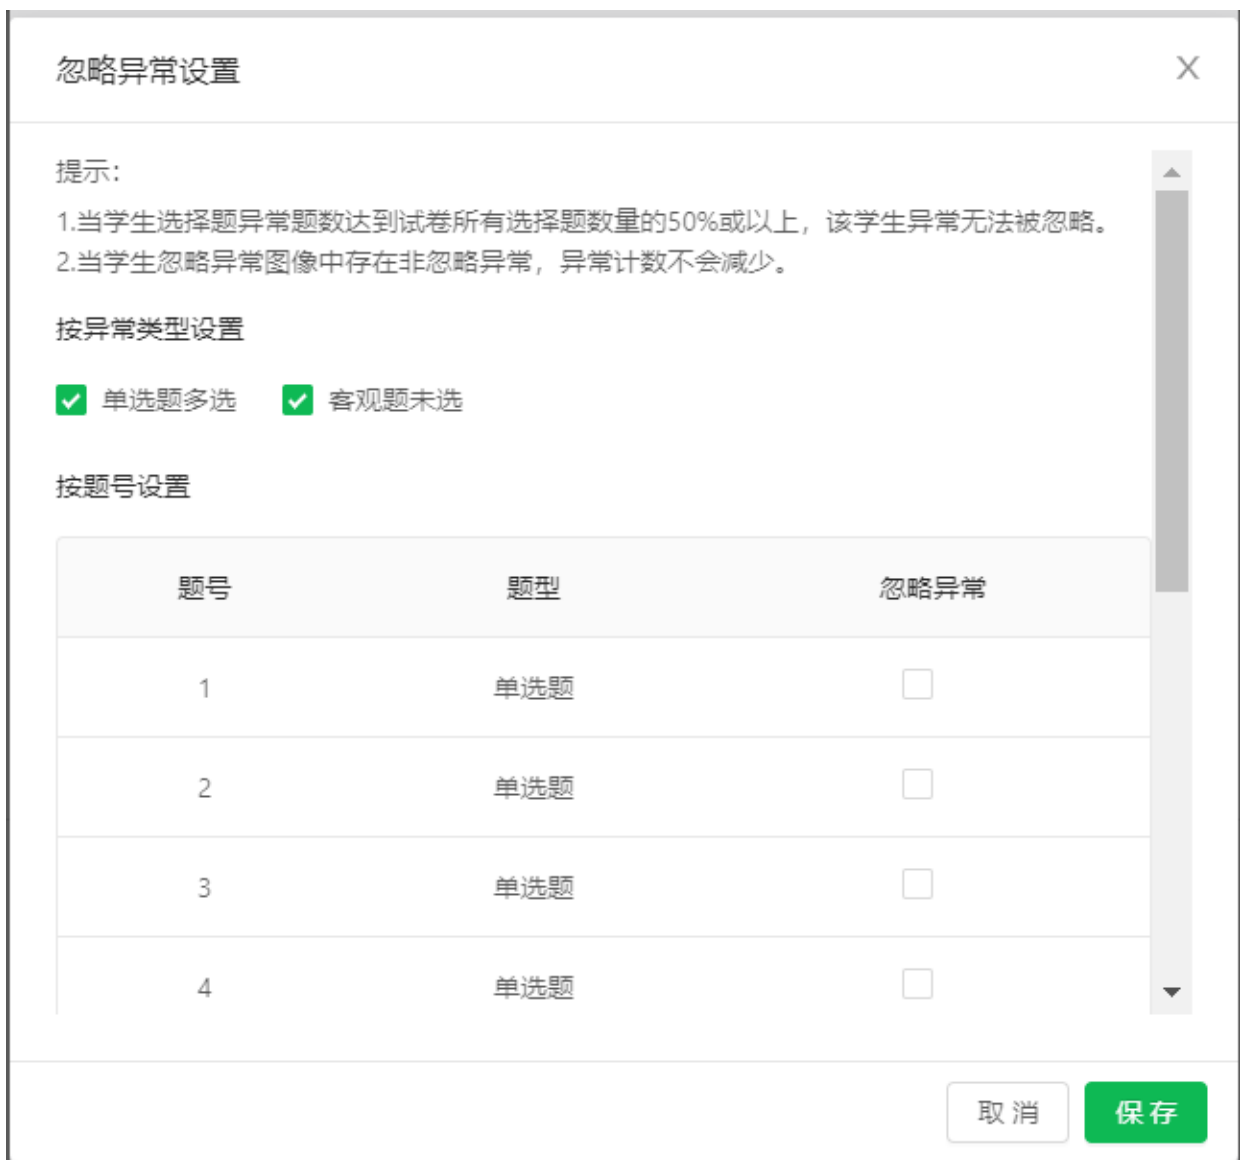 忽略异常设置
X
提示：
1.当学生选择题异常题数达到试卷所有选择题数量的50%或以上，该学生异常无法被忽略。
2.当学生忽略异常图像中存在非忽略异常，异常计数不会减少。
按异常类型设置
单选题多选 客观题未选
按题号设置
题号 题型 忽略异常
1 单选题
2 单选题
3 单选题
4 单选题
取消 保存